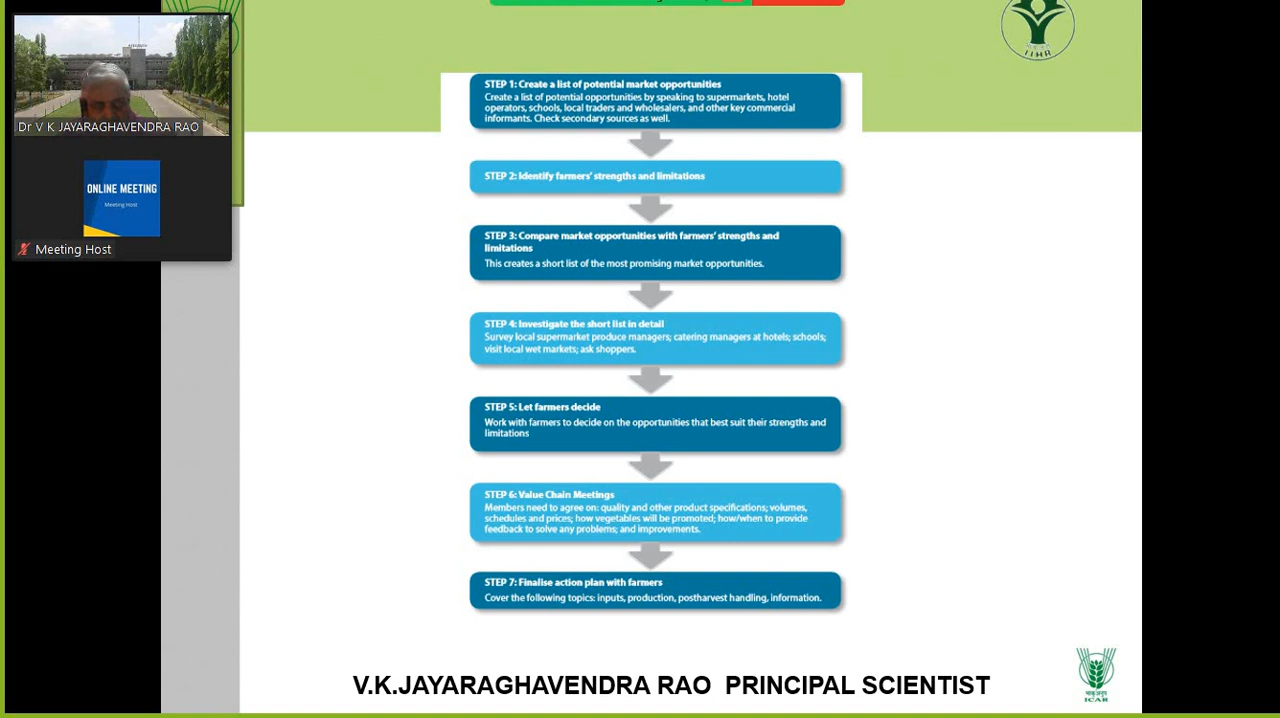 Dr V K JAYARAGHAVENDRA RAO
ONLINE MEETING
Meeting Host
Meeting Host
IIHR
STEP 1: Create a list of potential market opportunities
Create a list of potential opportunities by speaking to supermarkets, hotel
operators, schools, local traders and wholesalers, and other key commercial
informants. Check secondary sources as well.
STEP 2: Identify farmers' strengths and limitations
STEP 3: Compare market opportunities with farmers' strengths and
limitations
This creates a short list of the most promising market opportunities.
STEP 4: Investigate the short list in detail
Survey local supermarket produce managers; catering managers at hotels; schools;
visit local wet markets; ask shoppers.
STEP 5: Let farmers decide
Work with farmers to decide on the opportunities that best suit their strengths and
limitations
STEP 6: Value Chain Meetings
Members need to agree on: quality and other product specifications; volumes,
schedules and prices; how vegetables will be promoted; how/when to provide
feedback to solve any problems; and improvements.
STEP 7: Finalise action plan with farmers
Cover the following topics: inputs, production, postharvest handling, information.
V.K.JAYARAGHAVENDRA RAO PRINCIPAL SCIENTIST
ICAR